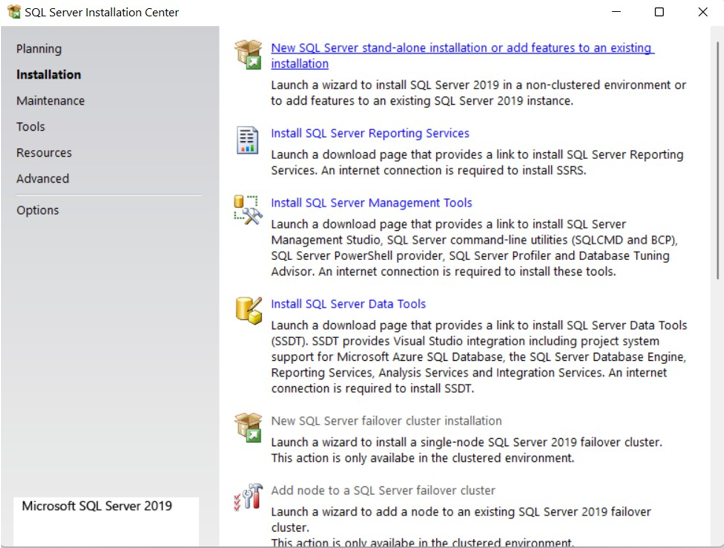 SQL Server Installation Center
Planning
Installation
Maintenance
Tools
Resources
Advanced
Options
Microsoft SQL Server 2019
New SQL Server stand-alone installation or add features to an existing
installation
Launch a wizard to install SQL Server 2019 in a non-clustered environment or
to add features to an existing SQL Server 2019 instance.
Install SQL Server Reporting Services
Launch a download page that provides a link to install SQL Server Reporting
Services. An internet connection is required to install SSRS.
Install SQL Server Management Tools
Launch a download page that provides a link to install SQL Server
Management Studio, SQL Server command-line utilities (SQLCMD and BCP),
SQL Server PowerShell provider, SQL Server Profiler and Database Tuning
Advisor. An internet connection is required to install these tools.
Install SQL Server Data Tools
Launch a download page that provides a link to install SQL Server Data Tools
(SSDT). SSDT provides Visual Studio integration including project system
support for Microsoft Azure SQL Database, the SQL Server Database Engine,
Reporting Services, Analysis Services and Integration Services. An internet
connection is required to install SSDT.
New SQL Server failover cluster installation
Launch a wizard to install a single-node SQL Server 2019 failover cluster.
This action is only availabe in the clustered environment.
Add node to a SQL Server failover cluster
Launch a wizard to add a node to an existing SQL Server 2019 failover
cluster.
This action is only availabe in the clustered environment.